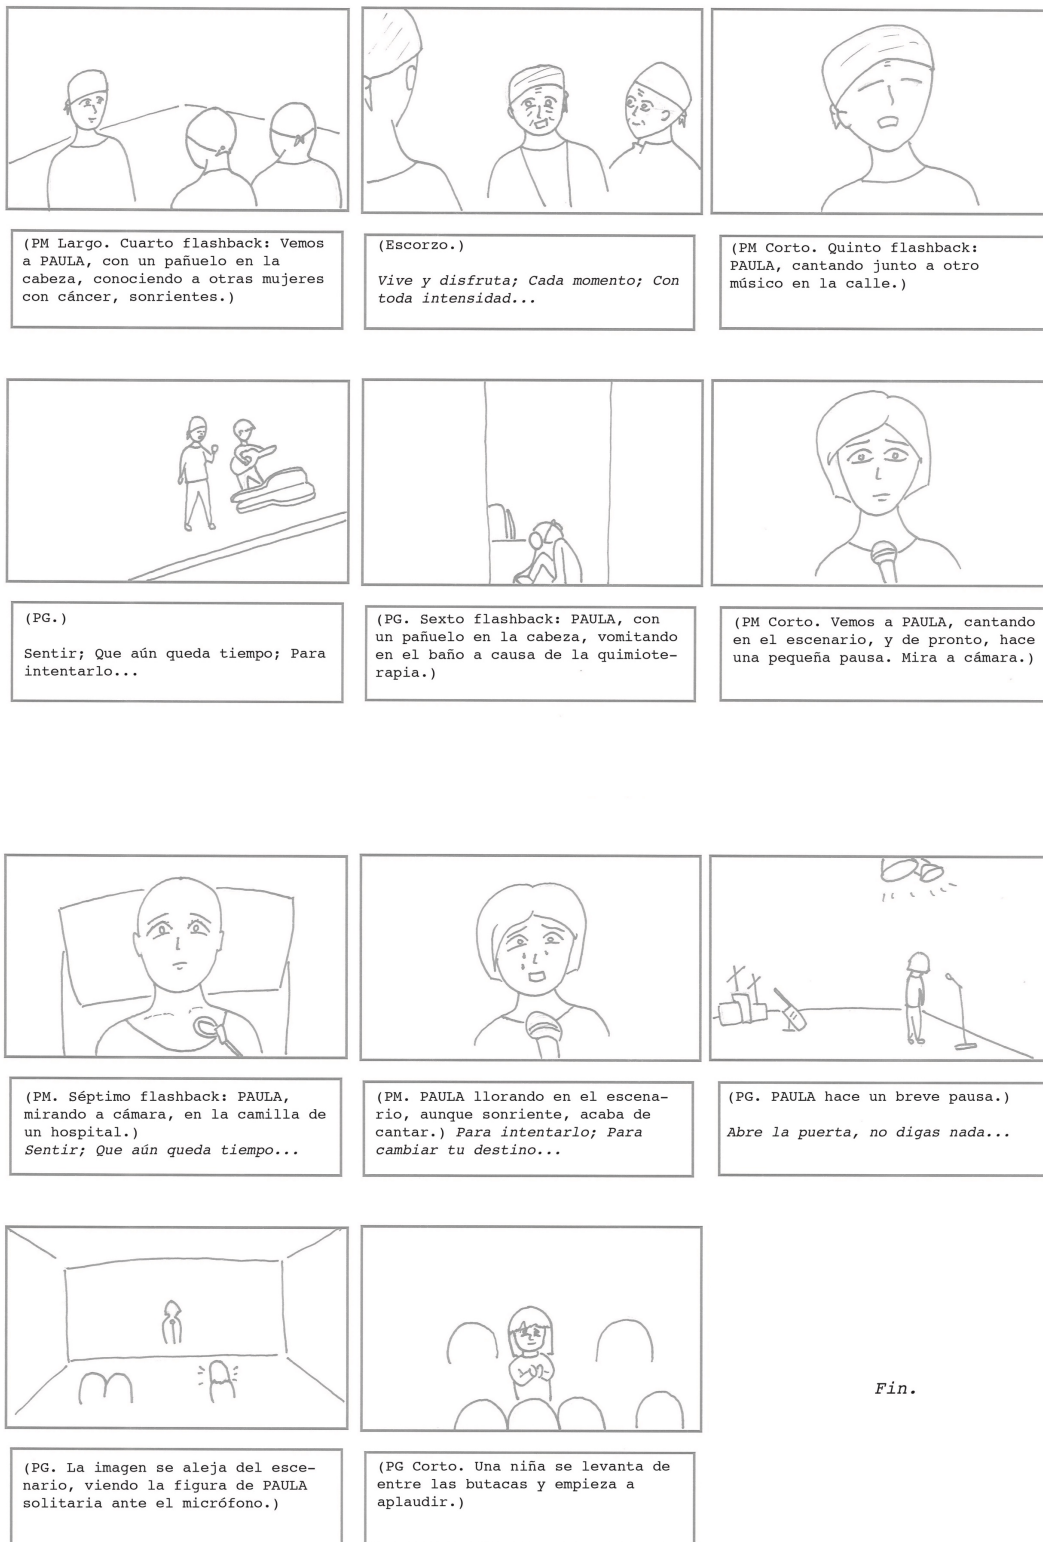 (PM Largo. Cuarto flashback: Vemos
a PAULA, con un pañuelo en la
cabeza, conociendo a otras mujeres
con cáncer, sonrientes.)
(Escorzo.)
Vive y disfruta; Cada momento; Con
toda intensidad...
(PM Corto. Quinto flashback:
PAULA, cantando junto a otro
músico en la calle.)
(PG.)
Sentir; Que aún queda tiempo; Para
intentarlo...
(PG. Sexto flashback: PAULA, con
un pañuelo en la cabeza, vomitando
en el baño a causa de la quimiote-
rapia.)
(PM Corto. Vemos a PAULA, cantando
en el escenario, y de pronto, hace
una pequeña pausa. Mira a cámara.)
(PM. Séptimo flashback: PAULA,
mirando a cámara, en la camilla de
un hospital.)
Sentir; Que aún queda tiempo...
(PM. PAULA llorando en el escena-
rio, aunque sonriente, acaba de
cantar.) Para intentarlo; Para
cambiar tu destino...
(PG. PAULA hace un breve pausa.)
Abre la puerta, no digas nada...
(PG. La imagen se aleja del esce-
nario, viendo la figura de PAULA
solitaria ante el micrófono.)
(PG Corto. Una niña se levanta de
entre las butacas y empieza a
aplaudir.)
Fin.